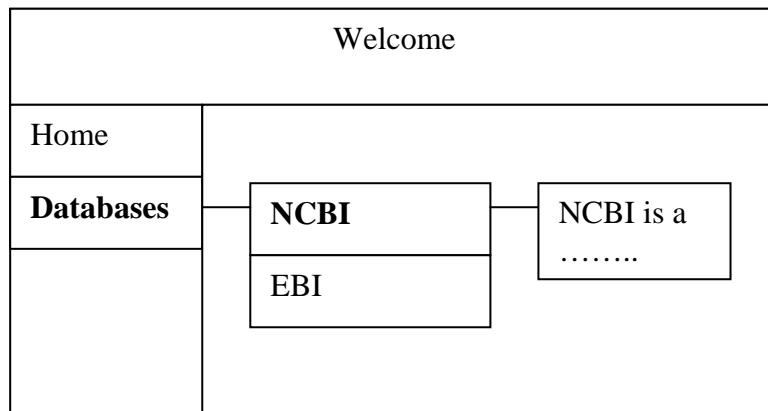 Welcome
Home
Databases
NCBI
NCBI is a
……..
EBI